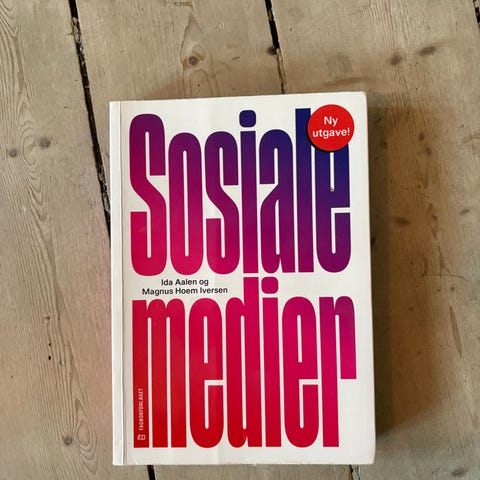 Sosiale
Ny
utgave!
Ida Aalen og
Magnus Hoem Iversen
medier
FAGBOKFORLAGET